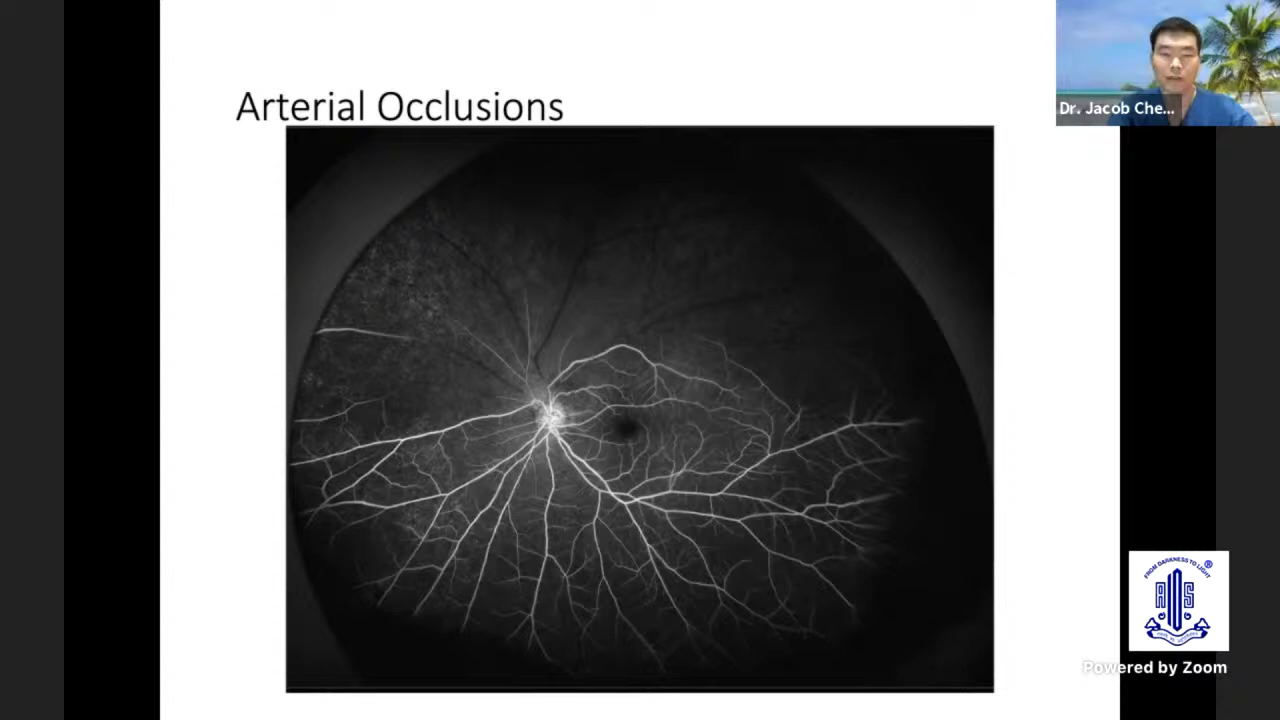 Arterial Occlusions
Dr. Jacob Che...
FROM DARKNESS TO LIGHT
®
AIOS
Powered by Zoom